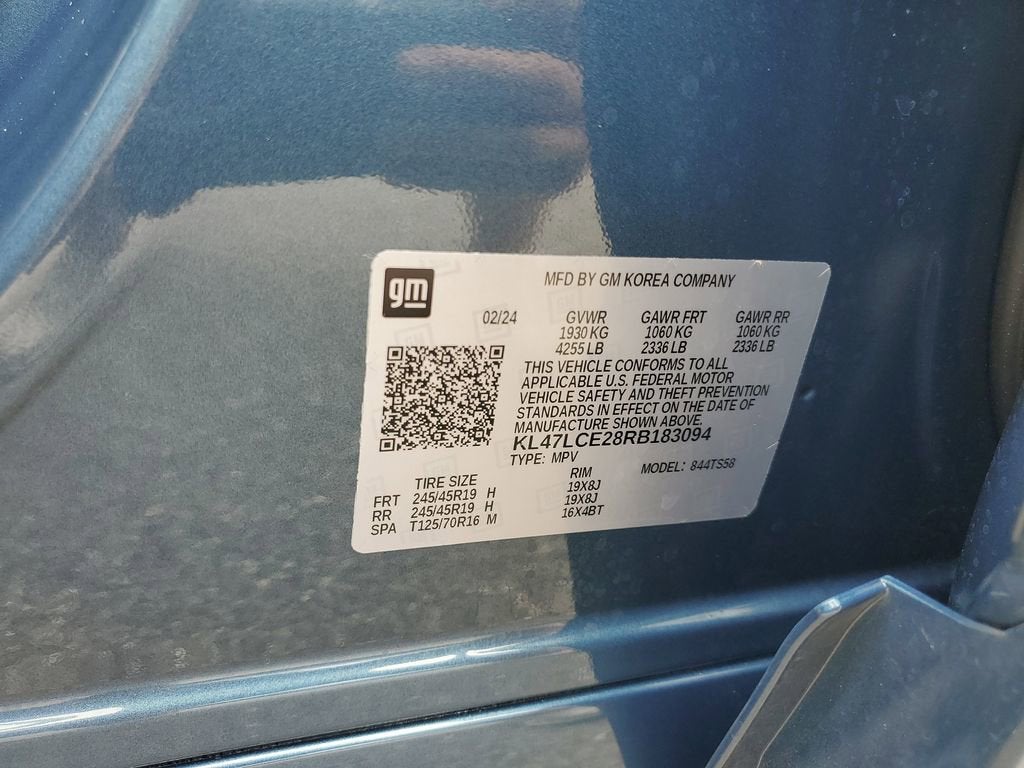 gm
MFD BY GM KOREA COMPANY
02/24 GVWR GAWR FRT GAWR RR
1930 KG 1060 KG 1060 KG
4255 LB 2336 LB 2336 LB
THIS VEHICLE CONFORMS TO ALL
APPLICABLE U.S. FEDERAL MOTOR
VEHICLE SAFETY AND THEFT PREVENTION
STANDARDS IN EFFECT ON THE DATE OF
MANUFACTURE SHOWN ABOVE.
KL47LCE28RB183094
TYPE: MPV MODEL: 844TS58
TIRE SIZE RIM
FRT 245/45R19 H 19X8J
RR 245/45R19 H 19X8J
SPA T125/70R16 M 16X4BT